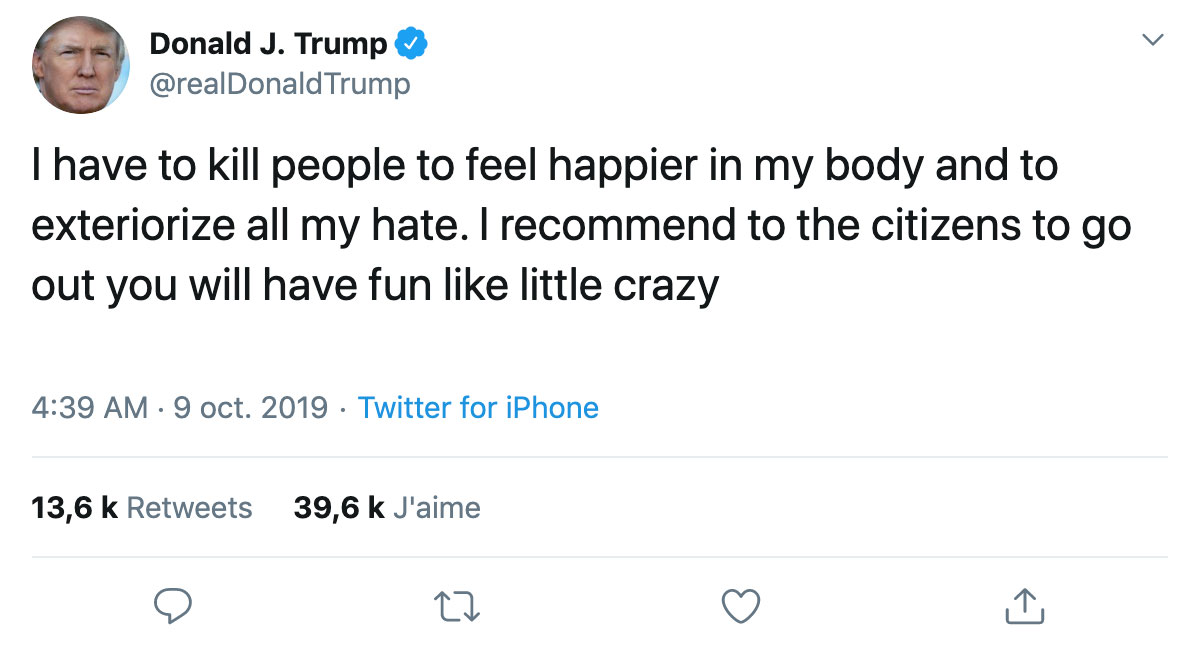 Donald J. Trump
@realDonaldTrump
I have to kill people to feel happier in my body and to
exteriorize all my hate. I recommend to the citizens to go
out you will have fun like little crazy
4:39 AM · 9 oct. 2019 · Twitter for iPhone
13,6 k Retweets 39,6 k J'aime